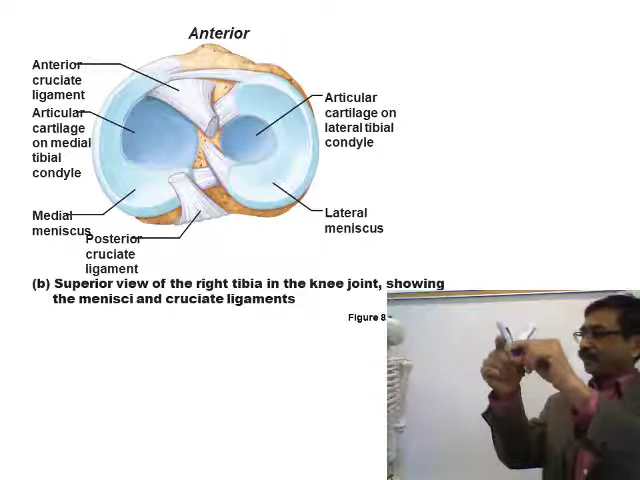 Anterior
Anterior
cruciate
ligament
Articular
cartilage
on medial
tibial
condyle
Medial
meniscus
Posterior
cruciate
ligament
Articular
cartilage on
lateral tibial
condyle
Lateral
meniscus
(b) Superior view of the right tibia in the knee joint, showing
the menisci and cruciate ligaments
Figure 8